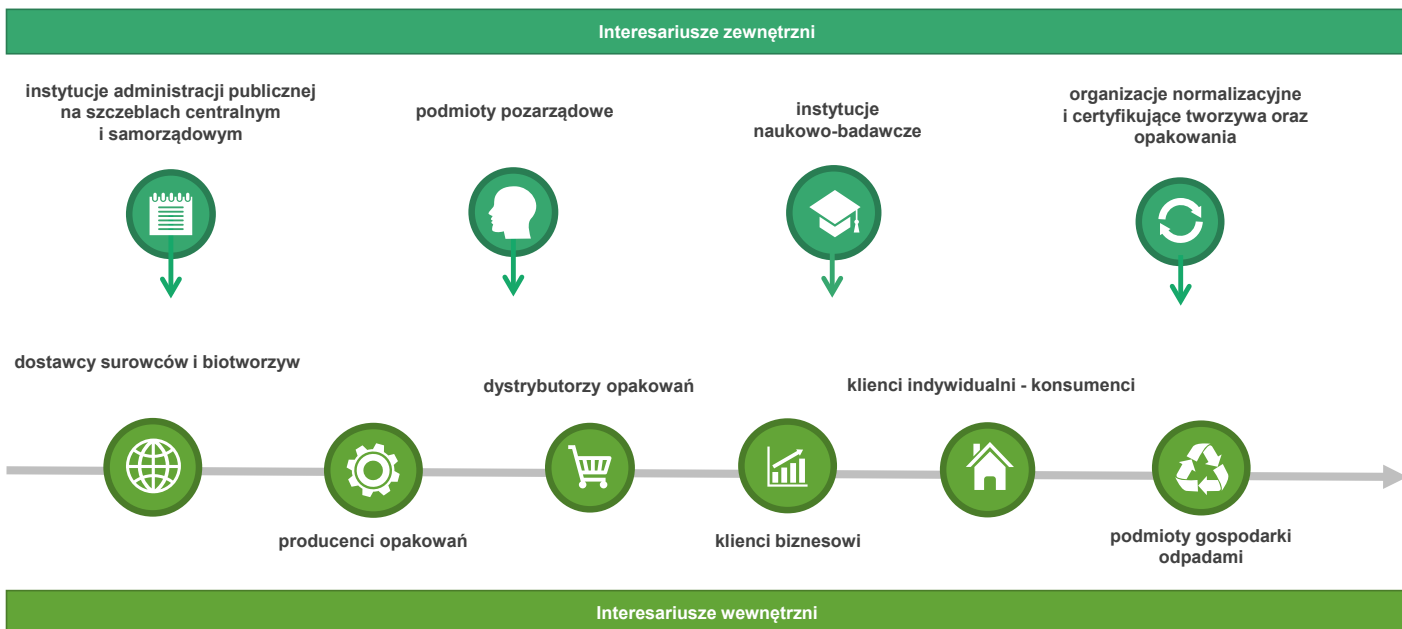 Interesariusze zewnętrzni
instytucje administracji publicznej
na szczeblach centralnym
i samorządowym
podmioty pozarządowe
instytucje
naukowo-badawcze
organizacje normalizacyjne
i certyfikujące tworzywa oraz
opakowania
dostawcy surowców i biotworzyw
producenci opakowań
dystrybutorzy opakowań
klienci biznesowi
klienci indywidualni - konsumenci
podmioty gospodarki
odpadami
Interesariusze wewnętrzni